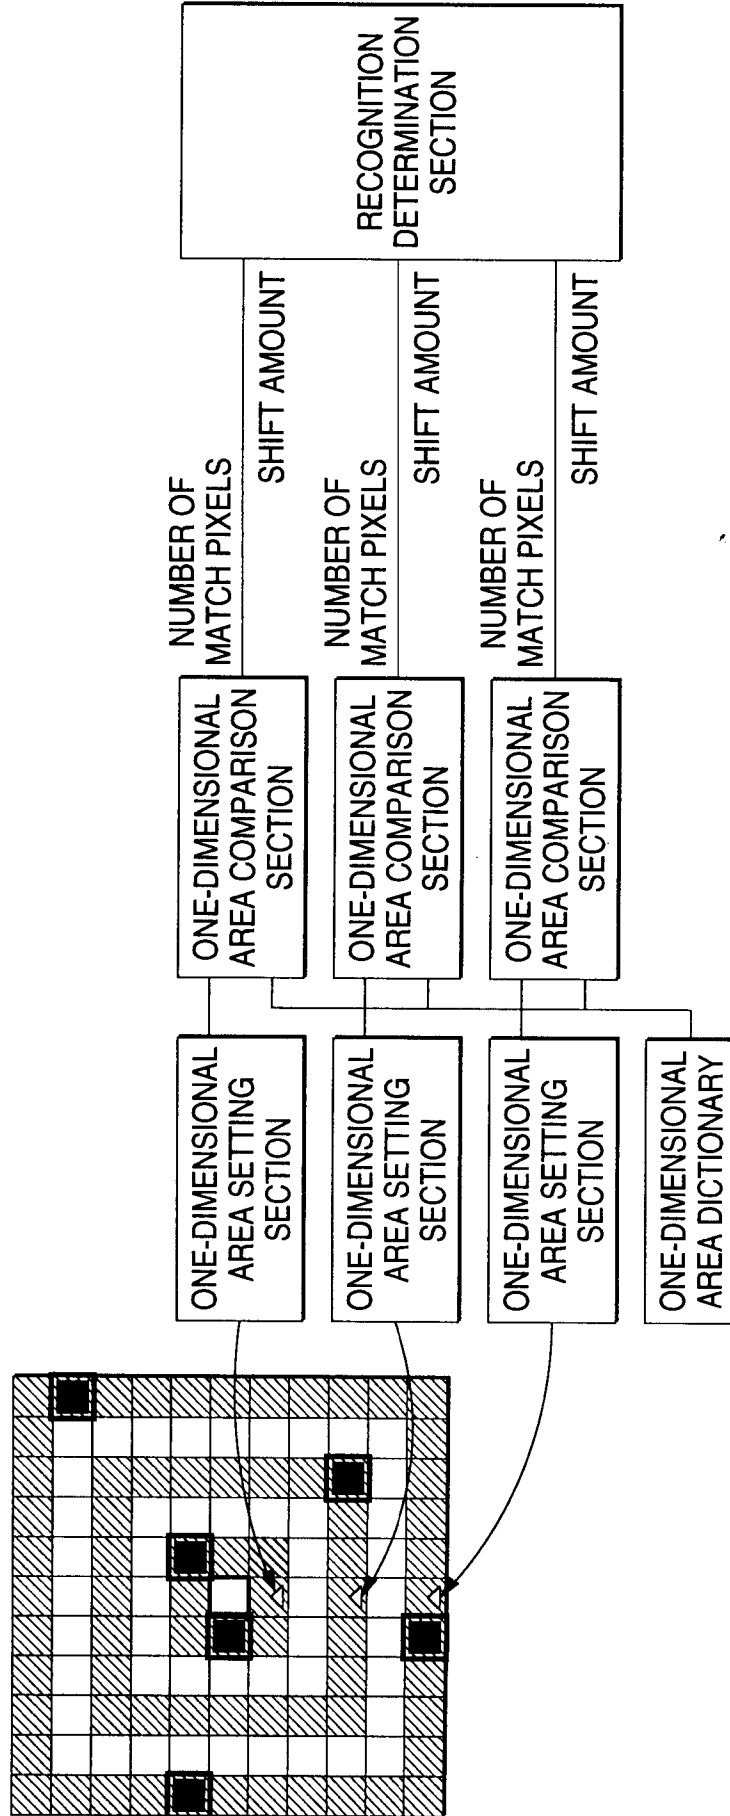 ONE-DIMENSIONAL
AREA SETTING
SECTION
ONE-DIMENSIONAL
AREA SETTING
SECTION
ONE-DIMENSIONAL
AREA SETTING
SECTION
ONE-DIMENSIONAL
AREA DICTIONARY
ONE-DIMENSIONAL
AREA COMPARISON
SECTION
ONE-DIMENSIONAL
AREA COMPARISON
SECTION
ONE-DIMENSIONAL
AREA COMPARISON
SECTION
NUMBER OF
MATCH PIXELS
SHIFT AMOUNT
NUMBER OF
MATCH PIXELS
SHIFT AMOUNT
NUMBER OF
MATCH PIXELS
SHIFT AMOUNT
RECOGNITION
DETERMINATION
SECTION